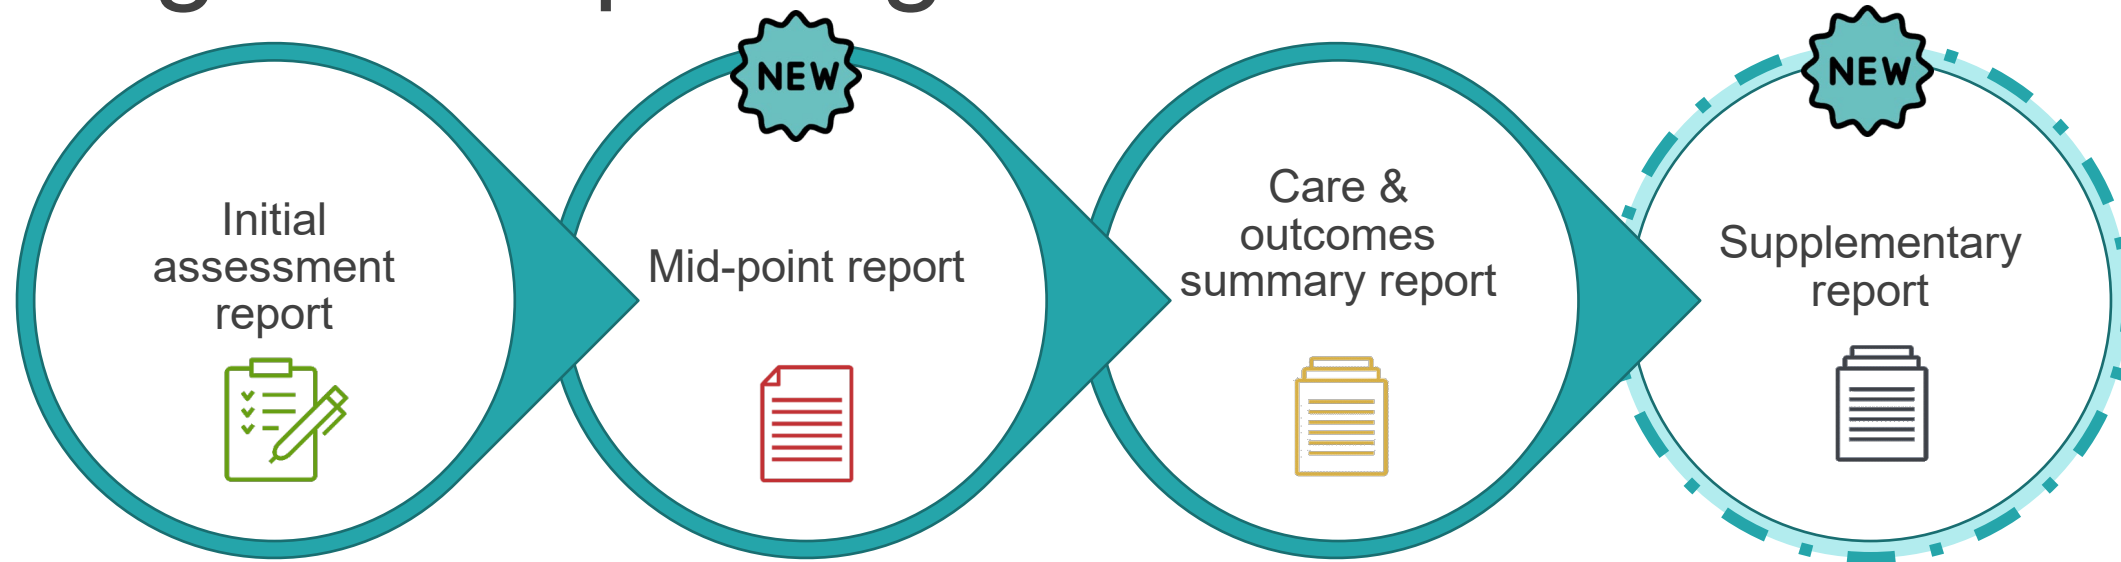 NEW
NEW
Initial
assessment
report
Mid-point report
Care &
outcomes
summary report
Supplementary
report